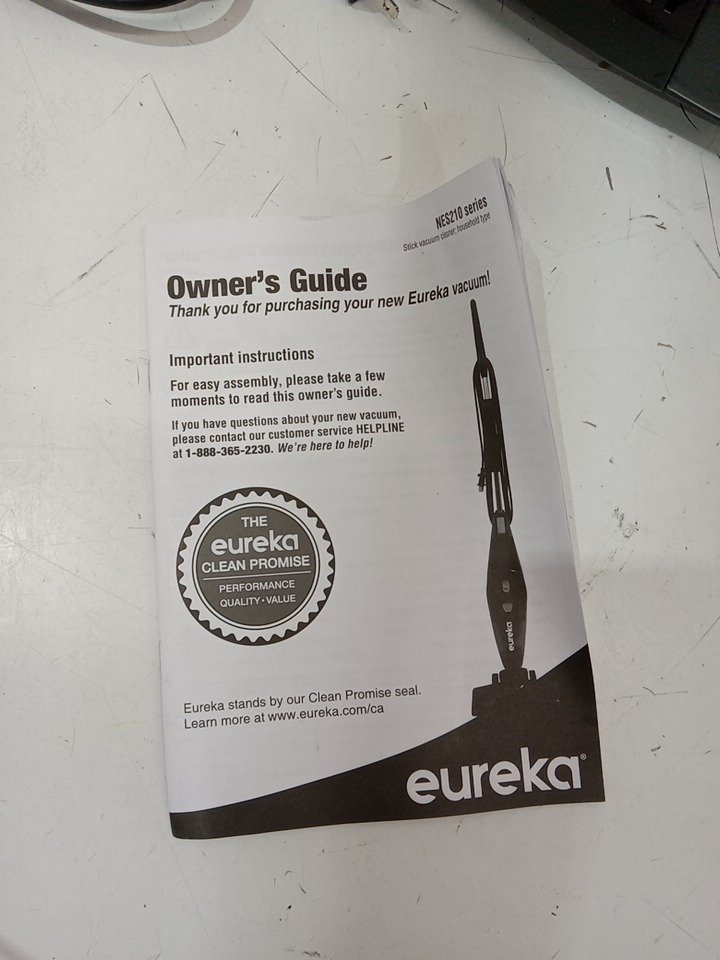 NES210 series
Stick vacuum cleaner; household type
Owner's Guide
Thank you for purchasing your new Eureka vacuum!
Important instructions
For easy assembly, please take a few
moments to read this owner's guide.
If you have questions about your new vacuum,
please contact our customer service HELPLINE
at 1-888-365-2230. We're here to help!
THE
eureka
CLEAN PROMISE
PERFORMANCE
QUALITY • VALUE
eureka
Eureka stands by our Clean Promise seal.
Learn more at www.eureka.com/ca
eureka®